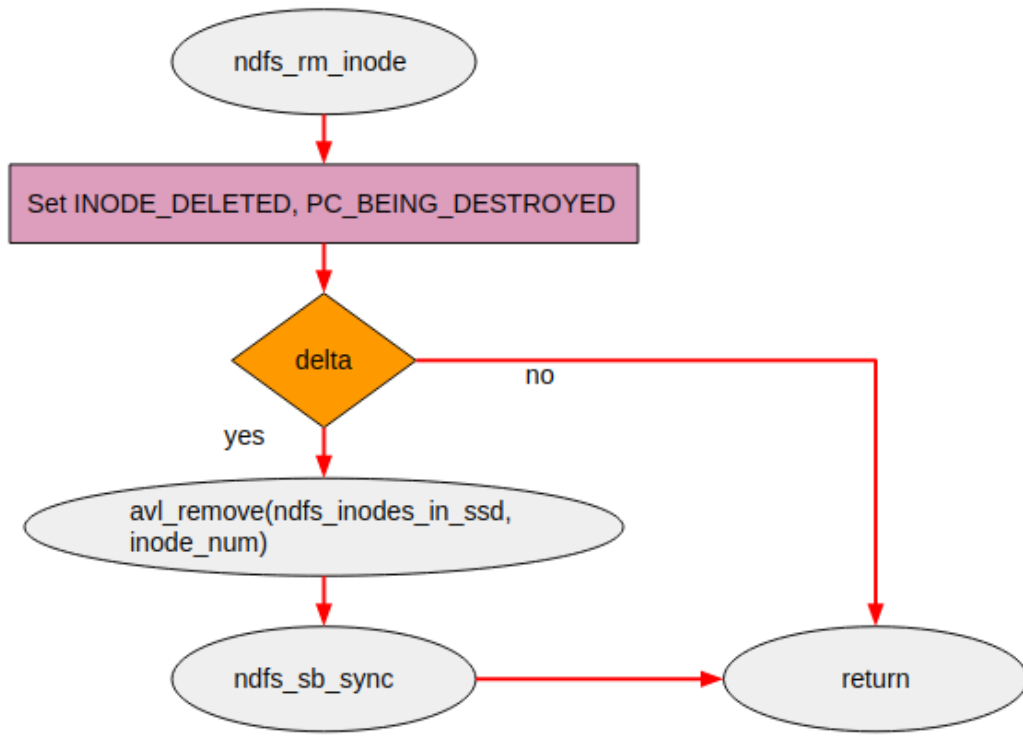 ndfs_rm_inode
Set INODE_DELETED, PC_BEING_DESTROYED
delta
no
yes
avl_remove(ndfs_inodes_in_ssd,
inode_num)
ndfs_sb_sync
return